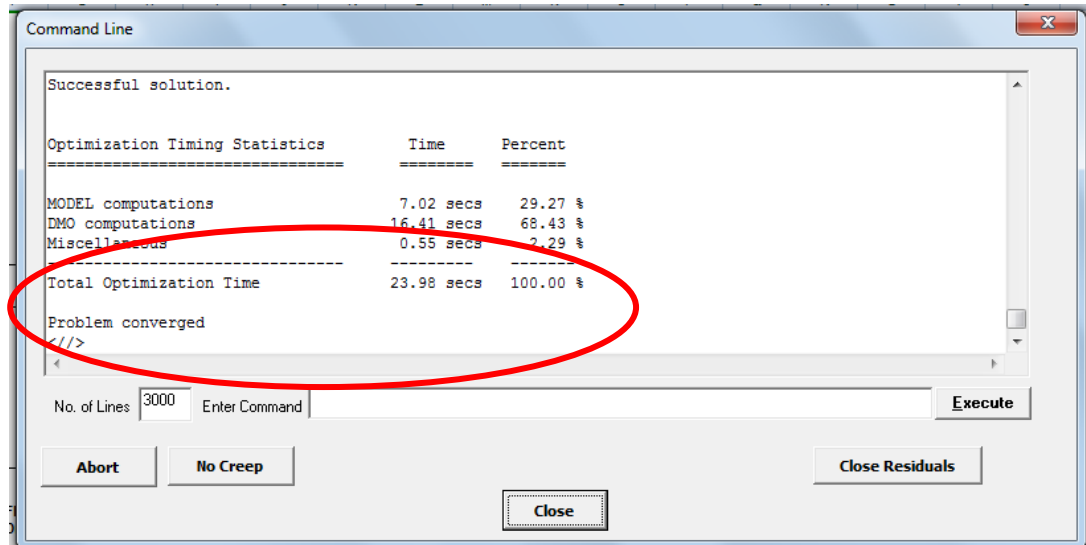 Command Line
Successful solution.
Optimization Timing Statistics Time Percent
================================ ======== =======
MODEL computations 7.02 secs 29.27 %
DMO computations 16.41 secs 68.43 %
Miscellaneous 0.55 secs 2.29 %
-------------------------------- --------- -------
Total Optimization Time 23.98 secs 100.00 %
Problem converged
<//>
No. of Lines 3000 Enter Command Execute
Abort No Creep Close Residuals
Close